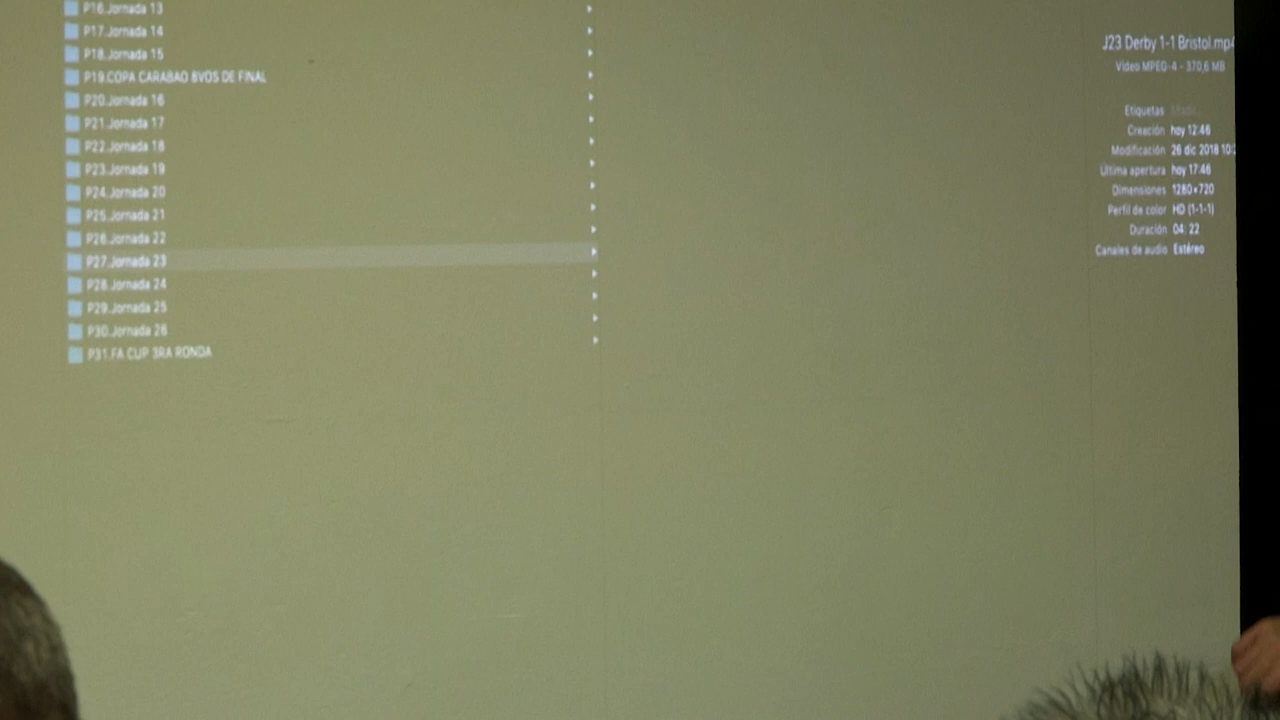 P16.Jornada 13
P17.Jornada 14
P18.Jornada 15
P19.COPA CARABAO 8VOS DE FINAL
P20.Jornada 16
P21.Jornada 17
P22.Jornada 18
P23.Jornada 19
P24.Jornada 20
P25.Jornada 21
P26.Jornada 22
P27.Jornada 23
P28.Jornada 24
P29.Jornada 25
P30.Jornada 26
P31.FA CUP 3RA RONDA
J23 Derby 1-1 Bristol.mp4
Vídeo MPEG-4 - 370,6 MB
Etiquetas
Creación hoy 12:46
Modificación 26 dic 2018 10:
Última apertura hoy 17:46
Dimensiones 1280×720
Perfil de color HD (1-1-1)
Duración 04:22
Canales de audio Estéreo